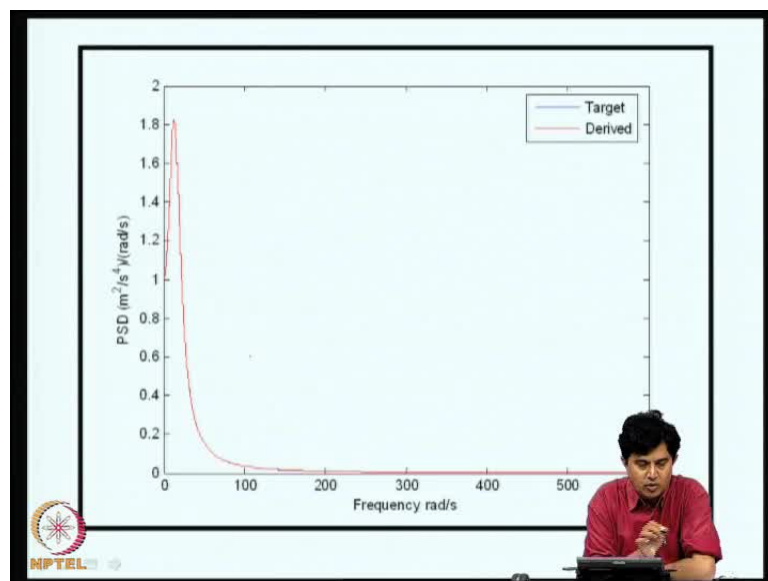 2
1.8
1.6
1.4
1.2
1
0.8
0.6
0.4
0.2
0
PSD (m²/s⁴)/(rad/s)
Target
Derived
0 100 200 300 400 500
Frequency rad/s
NPTEL